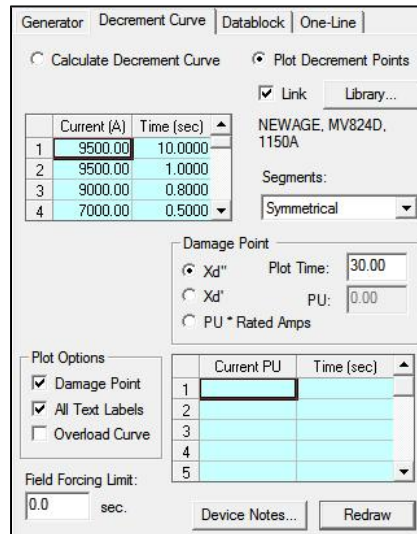 Generator Decrement Curve Datablock One-Line
Calculate Decrement Curve Plot Decrement Points
Link Library...
Current (A) Time (sec)
1 9500.00 10.0000
2 9500.00 1.0000
3 9000.00 0.8000
4 7000.00 0.5000
NEWAGE, MV824D,
1150A
Segments:
Symmetrical
Damage Point
Xd" Plot Time: 30.00
Xd' PU: 0.00
PU * Rated Amps
Plot Options
Damage Point
All Text Labels
Overload Curve
Current PU Time (sec)
1
2
3
4
5
Field Forcing Limit:
0.0 sec.
Device Notes... Redraw